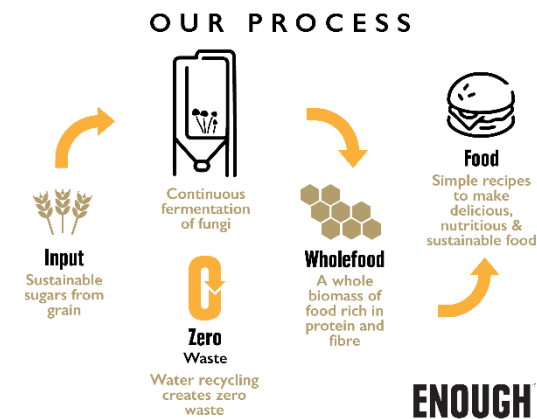 OUR PROCESS
Input
Sustainable
sugars from
grain
Continuous
fermentation
of fungi
Zero
Waste
Water recycling
creates zero
waste
Wholefood
A whole
biomass of
food rich in
protein and
fibre
Food
Simple recipes
to make
delicious,
nutritious &
sustainable food
ENOUGH